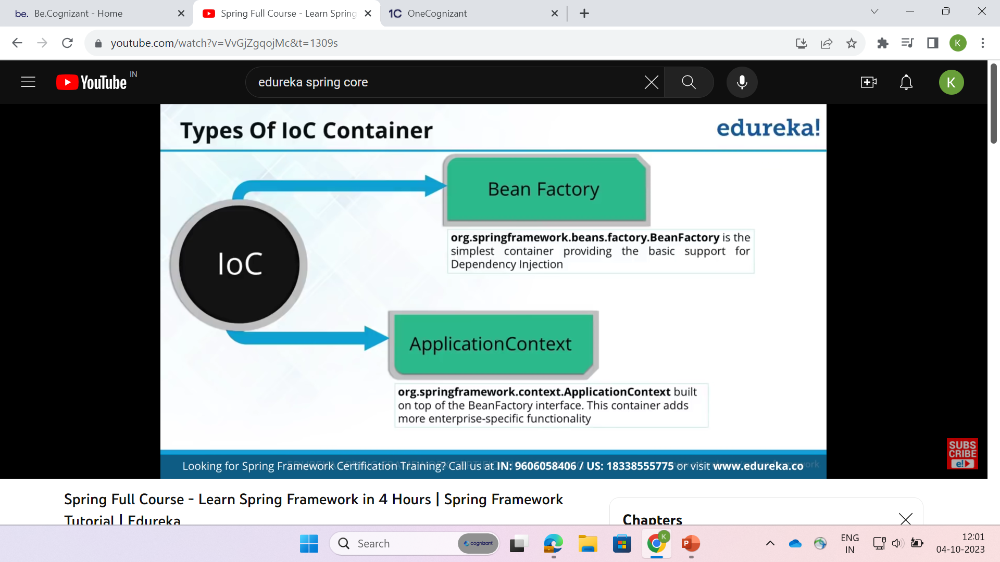 be. Be.Cognizant - Home
Spring Full Course - Learn Spring
1C OneCognizant
youtube.com/watch?v=VvGjZgqojMc&t=1309s
K
YouTube IN
edureka spring core
K
Types Of IoC Container
edureka!
Bean Factory
org.springframework.beans.factory.BeanFactory is the
simplest container providing the basic support for
Dependency Injection
IoC
ApplicationContext
org.springframework.context.ApplicationContext built
on top of the BeanFactory interface. This container adds
more enterprise-specific functionality
SUBS
CRIBE
e!
Looking for Spring Framework Certification Training? Call us at IN: 9606058406 / US: 18338555775 or visit www.edureka.co
Spring Full Course - Learn Spring Framework in 4 Hours | Spring Framework
Tutorial | Edureka
Chapters
Search
cognizant
K
P
ENG
IN
12:01
04-10-2023